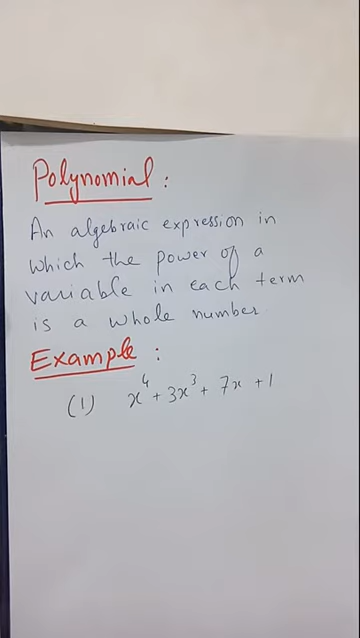 Polynomial :
An algebraic expression in
which the power of a
variable in each term
is a whole number.
Example :
(1) x⁴ + 3x³ + 7x + 1